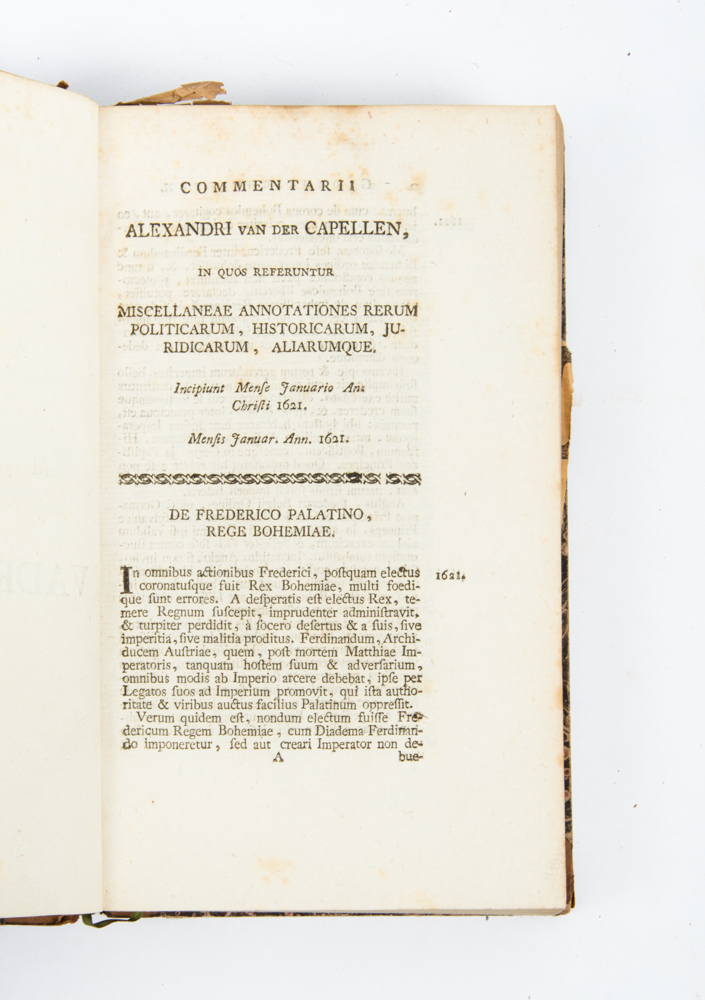 COMMENTARII
ALEXANDRI VAN DER CAPELLEN,
IN QUOS REFERUNTUR
MISCELLANEAE ANNOTATIONES RERUM
POLITICARUM, HISTORICARUM, JU-
RIDICARUM, ALIARUMQUE.
Incipiunt Menſe Januario An:
Chriſti 1621.
Menſis Januar. Ann. 1621.
DE FREDERICO PALATINO,
REGE BOHEMIAE.
In omnibus actionibus Frederici, poſtquam electus
coronatuſque fuit Rex Bohemiae, multi foedi-
que ſunt errores. A deſperatis eſt electus Rex, te-
mere Regnum ſuſcepit, imprudenter adminiſtravit,
& turpiter perdidit, à ſocero deſertus & a ſuis, ſive
imperitia, ſive malitia proditus. Ferdinandum, Archi-
ducem Auſtriae, quem, poſt mortem Matthiae Im-
peratoris, tanquam hoſtem ſuum & adverſarium,
omnibus modis ab Imperio arcere debebat, ipſe per
Legatos ſuos ad Imperium promovit, qui iſta autho-
ritate & viribus auctus facilius Palatinum oppreſſit.
Verum quidem eſt, nondum electum fuiſſe Fre-
dericum Regem Bohemiae, cum Diadema Ferdinan-
do imponeretur, ſed aut creari Imperator non de-
A bue-
1621.